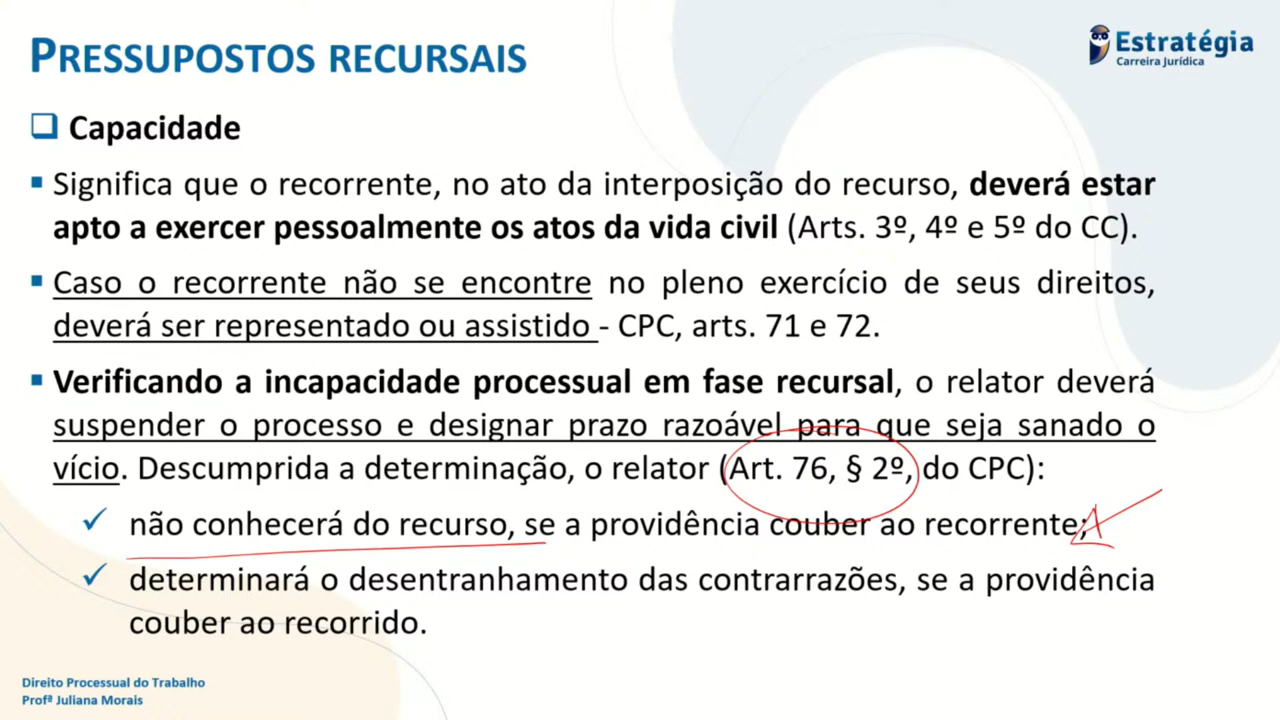 PRESSUPOSTOS RECURSAIS
Estratégia
Carreira Jurídica
Capacidade
Significa que o recorrente, no ato da interposição do recurso, deverá estar
apto a exercer pessoalmente os atos da vida civil (Arts. 3º, 4º e 5º do CC).
Caso o recorrente não se encontre no pleno exercício de seus direitos,
deverá ser representado ou assistido - CPC, arts. 71 e 72.
Verificando a incapacidade processual em fase recursal, o relator deverá
suspender o processo e designar prazo razoável para que seja sanado o
vício. Descumprida a determinação, o relator (Art. 76, § 2º, do CPC):
não conhecerá do recurso, se a providência couber ao recorrente;
determinará o desentranhamento das contrarrazões, se a providência
couber ao recorrido.
Direito Processual do Trabalho
Profª Juliana Morais